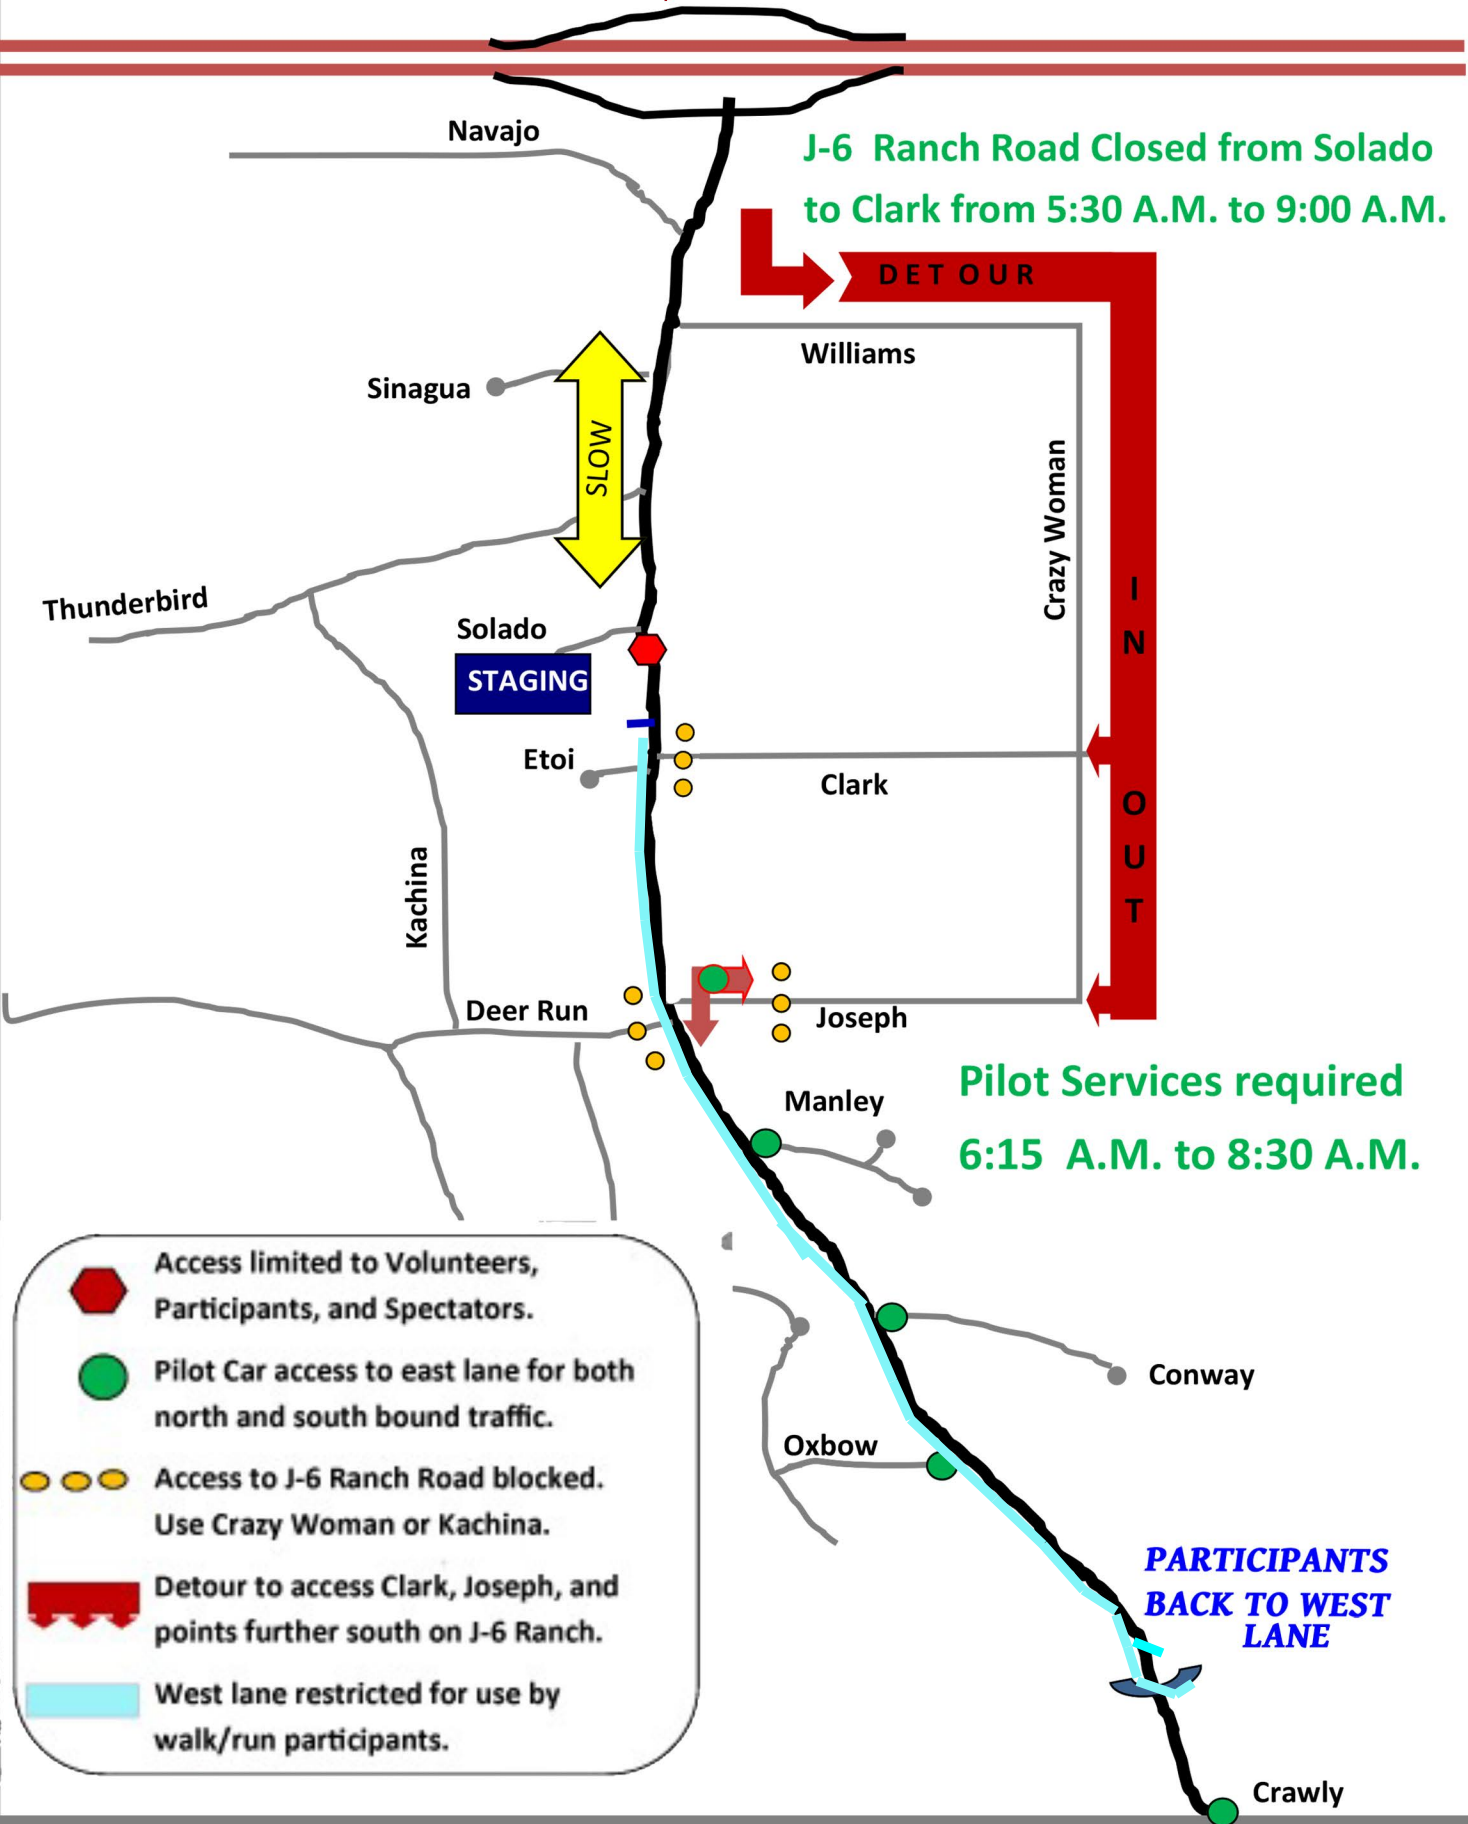 Navajo
J-6 Ranch Road Closed from Solado
to Clark from 5:30 A.M. to 9:00 A.M.
DETOUR
Williams
Sinagua
SLOW
Crazy Woman
IN
Thunderbird
Solado
STAGING
Etoi
Clark
OUT
Kachina
Deer Run
Joseph
Pilot Services required
6:15 A.M. to 8:30 A.M.
Manley
Conway
Oxbow
PARTICIPANTS
BACK TO WEST
LANE
Crawly
Access limited to Volunteers,
Participants, and Spectators.
Pilot Car access to east lane for both
north and south bound traffic.
Access to J-6 Ranch Road blocked.
Use Crazy Woman or Kachina.
Detour to access Clark, Joseph, and
points further south on J-6 Ranch.
West lane restricted for use by
walk/run participants.